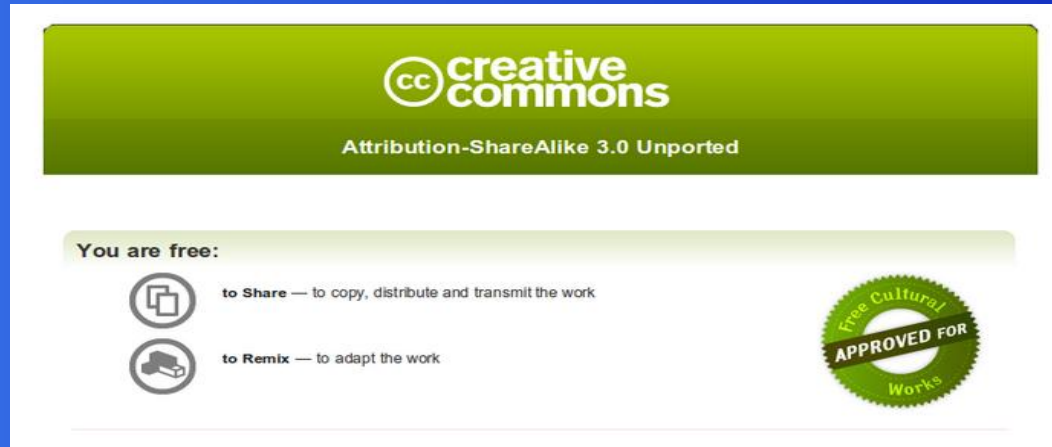 cc creative
commons
Attribution-ShareAlike 3.0 Unported
You are free:
to Share — to copy, distribute and transmit the work
to Remix — to adapt the work
Free Cultural
APPROVED FOR
Works